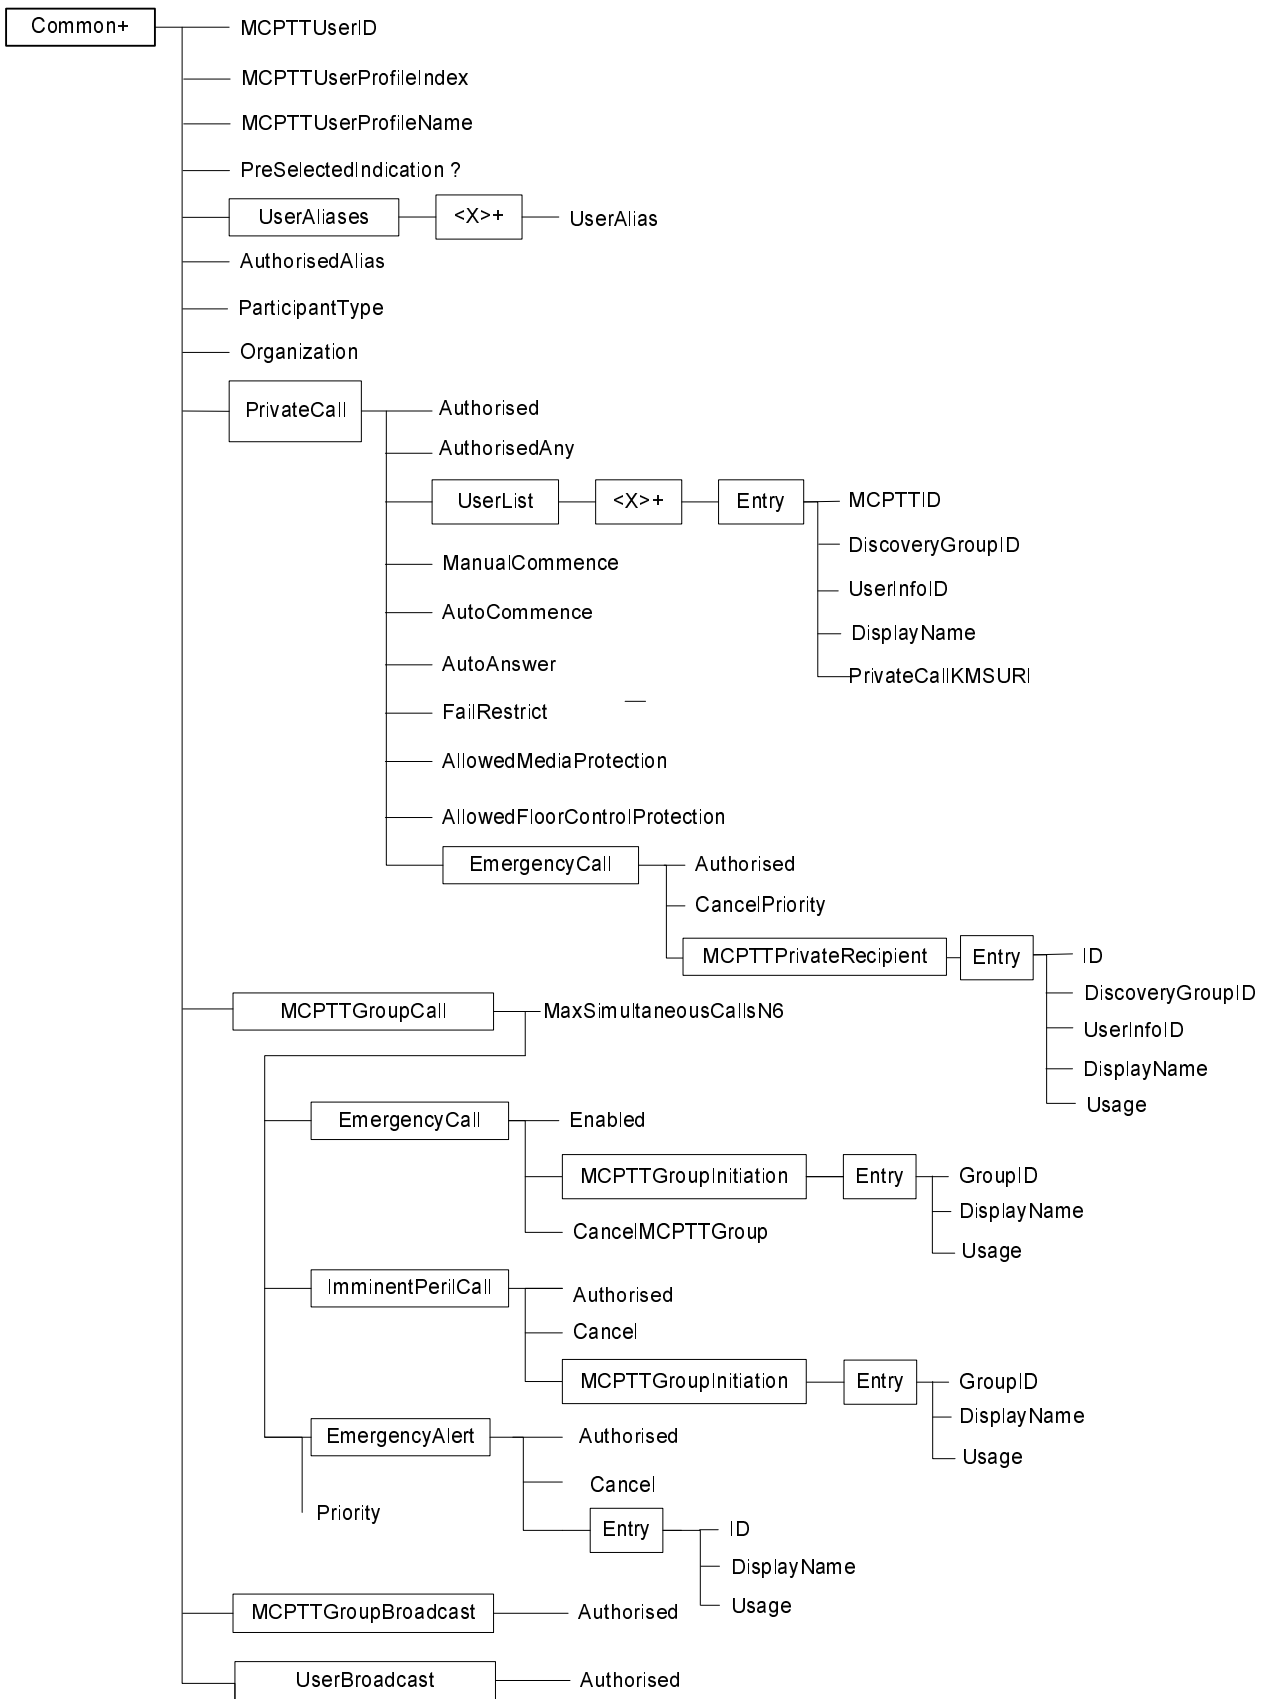 Common+
MCPTTUserID
MCPTTUserProfileIndex
MCPTTUserProfileName
PreSelectedIndication ?
UserAliases
<X>+
UserAlias
AuthorisedAlias
ParticipantType
Organization
PrivateCall
Authorised
AuthorisedAny
UserList
<X>+
Entry
MCPTTID
DiscoveryGroupID
UserInfoID
DisplayName
PrivateCallKMSURI
ManualCommence
AutoCommence
AutoAnswer
FailRestrict
AllowedMediaProtection
AllowedFloorControlProtection
EmergencyCall
Authorised
CancelPriority
MCPTTPrivateRecipient
Entry
ID
DiscoveryGroupID
UserInfoID
DisplayName
Usage
MCPTTGroupCall
MaxSimultaneousCallsN6
EmergencyCall
Enabled
MCPTTGroupInitiation
Entry
GroupID
DisplayName
Usage
CancelMCPTTGroup
ImminentPerilCall
Authorised
Cancel
MCPTTGroupInitiation
Entry
GroupID
DisplayName
Usage
EmergencyAlert
Authorised
Cancel
Entry
ID
DisplayName
Usage
Priority
MCPTTGroupBroadcast
Authorised
UserBroadcast
Authorised